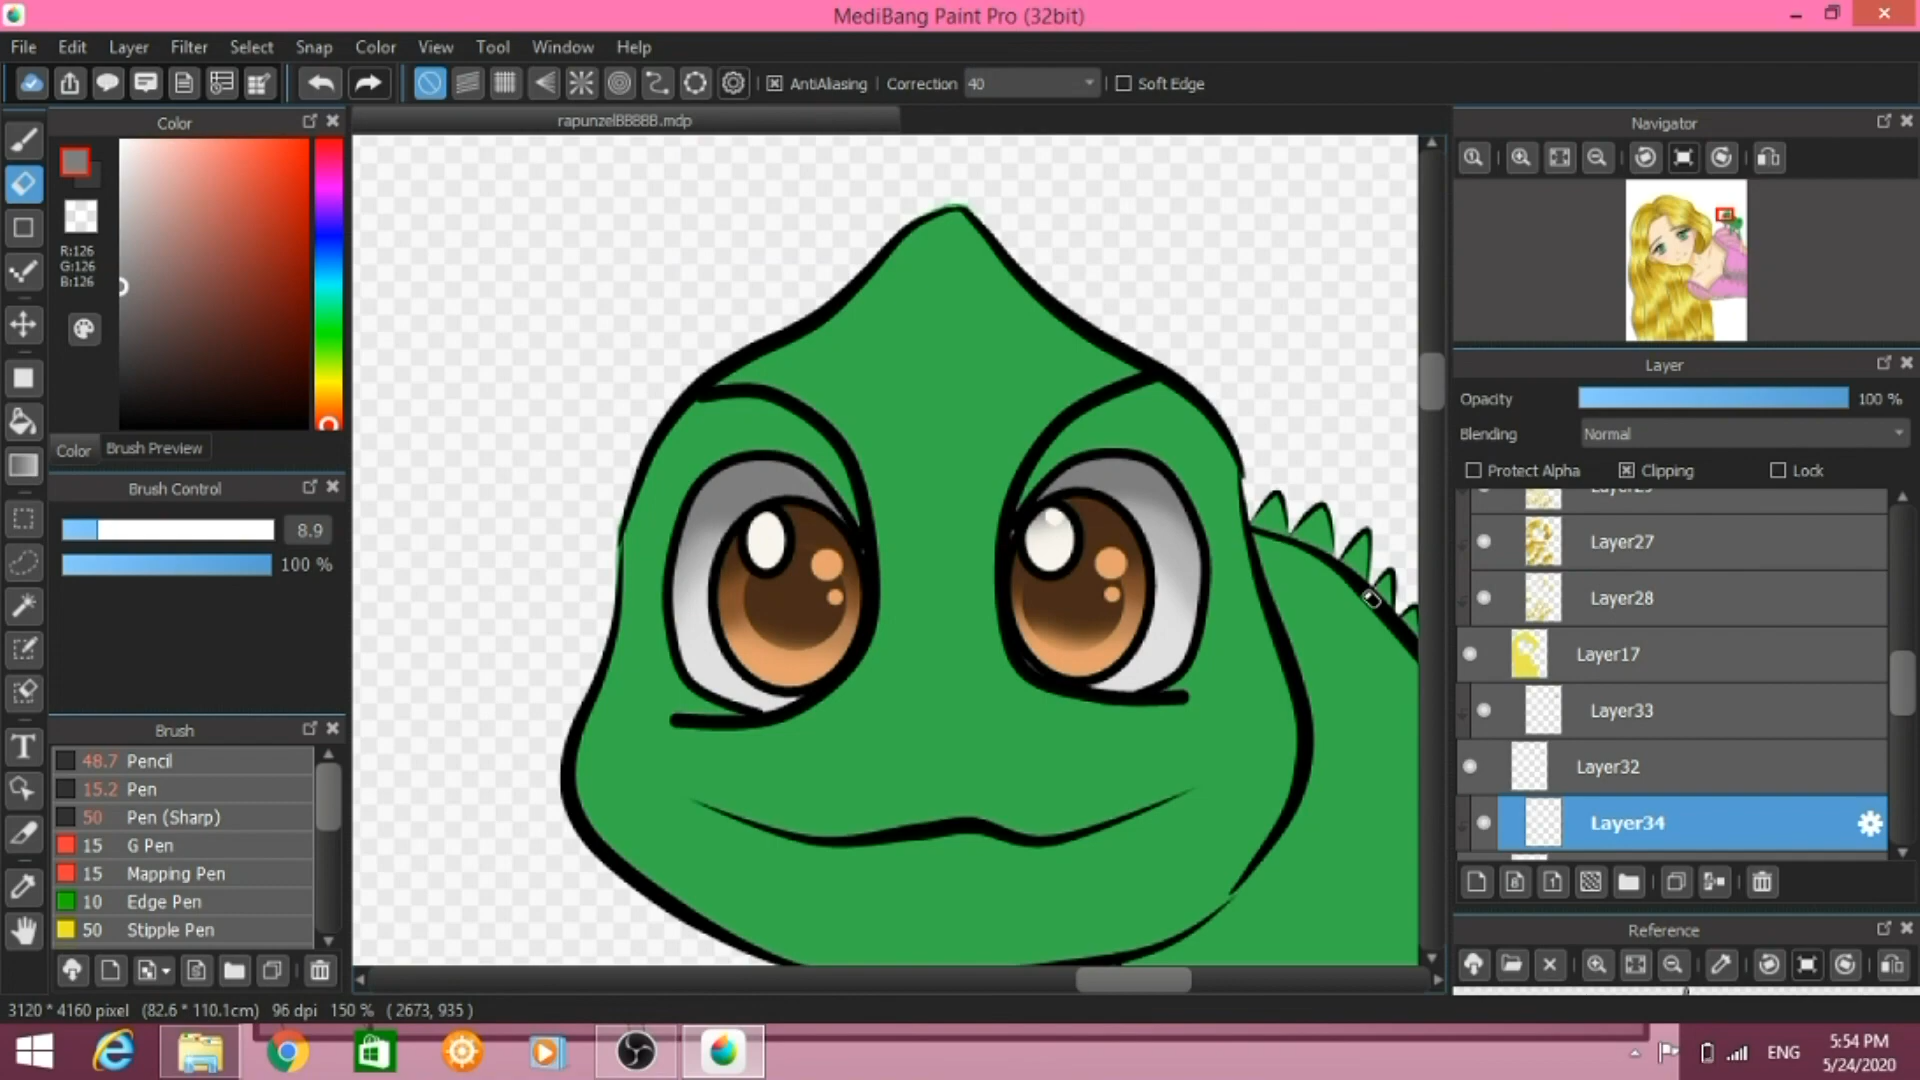 MediBang Paint Pro (32bit)
File Edit Layer Filter Select Snap Color View Tool Window Help
AntiAliasing Correction 40 Soft Edge
Color
rapunzelBBBBB.mdp
Navigator
R:126
G:126
B:126
Color Brush Preview
Brush Control
8.9
100 %
Brush
48.7 Pencil
15.2 Pen
50 Pen (Sharp)
15 G Pen
15 Mapping Pen
10 Edge Pen
50 Stipple Pen
Layer
Opacity 100 %
Blending Normal
Protect Alpha Clipping Lock
Layer27
Layer28
Layer17
Layer33
Layer32
Layer34
Reference
3120 * 4160 pixel (82.6 * 110.1cm) 96 dpi 150 % ( 2673, 935 )
ENG
5:54 PM
5/24/2020